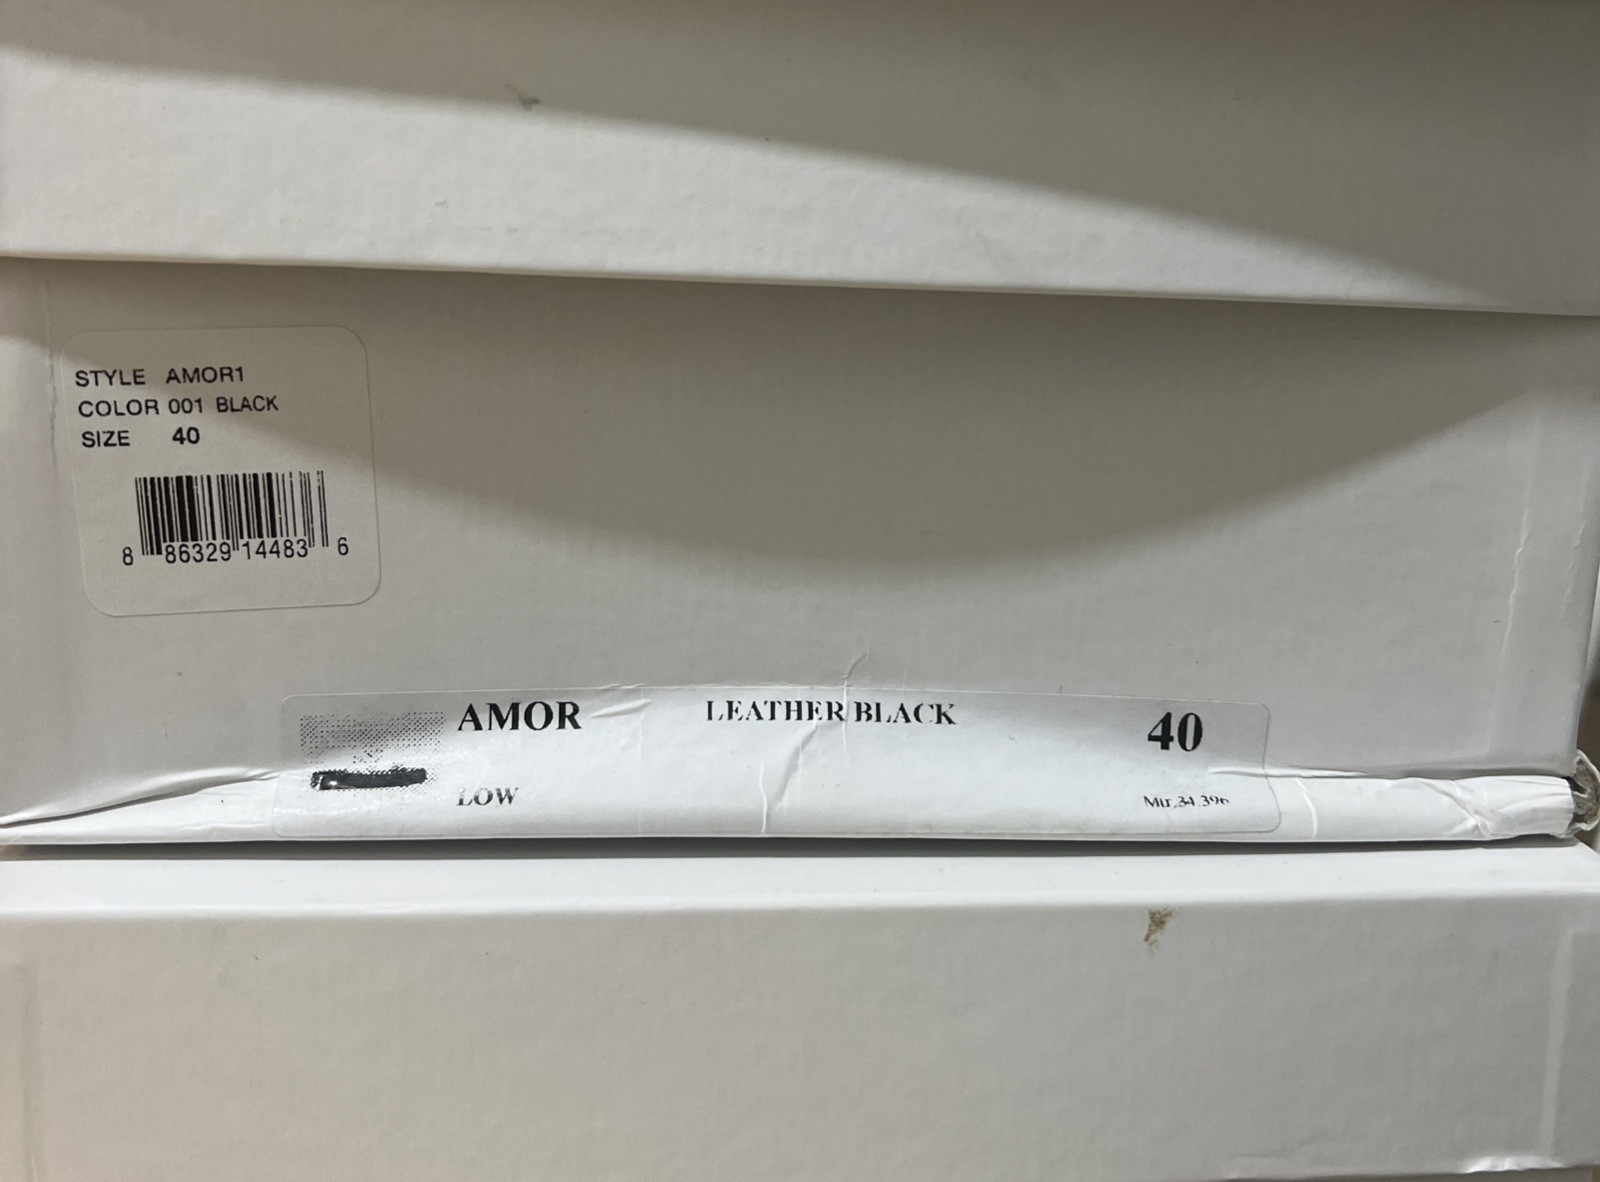 STYLE AMOR1
COLOR 001 BLACK
SIZE 40
8 86329 14483 6
AMOR LEATHER BLACK 40
LOW